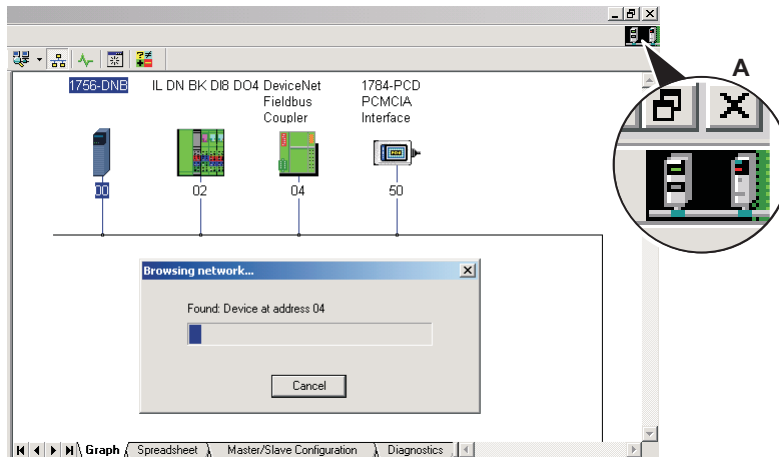 A
1756-DNB
IL DN BK DI8 DO4
DeviceNet
Fieldbus
Coupler
1784-PCD
PCMCIA
Interface
00
02
04
50
Browsing network...
Found: Device at address 04
Cancel
Graph
Spreadsheet
Master/Slave Configuration
Diagnostics